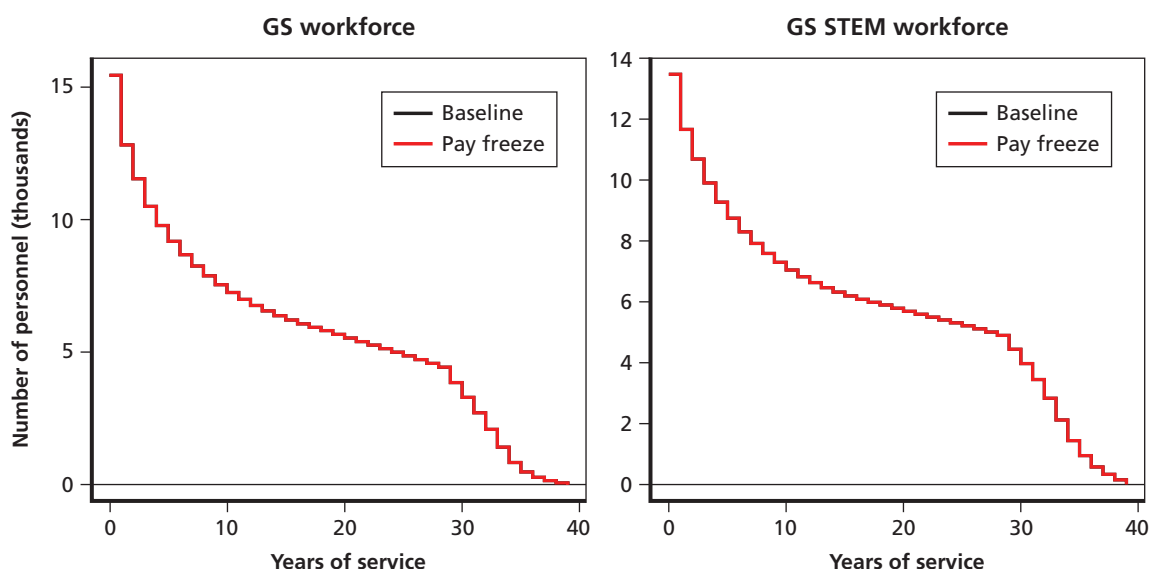 GS workforce
Number of personnel (thousands)
15
10
5
0
Baseline
Pay freeze
0 10 20 30 40
Years of service
GS STEM workforce
14
12
10
8
6
4
2
0
Baseline
Pay freeze
0 10 20 30 40
Years of service